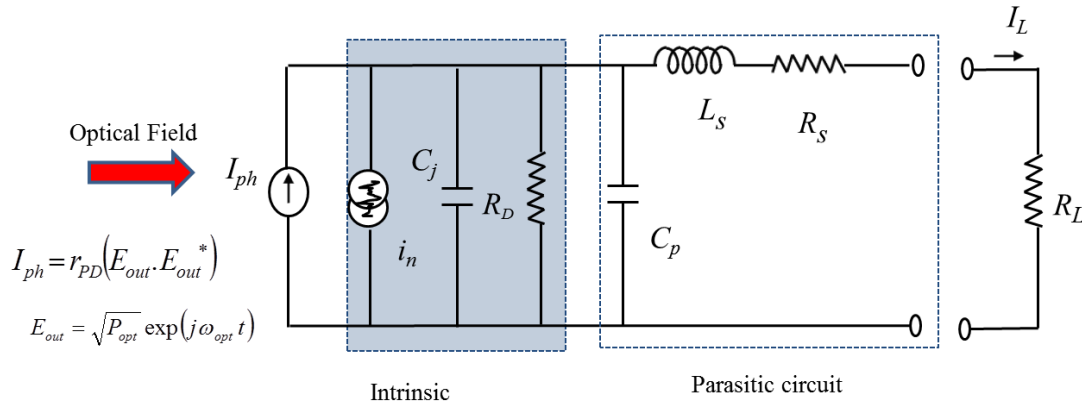 Optical Field
I_ph
I_ph = r_PD(E_out.E_out^*)
E_out = √P_opt exp(jω_opt t)
i_n
C_j
R_D
C_p
L_s
R_s
I_L
R_L
Intrinsic
Parasitic circuit